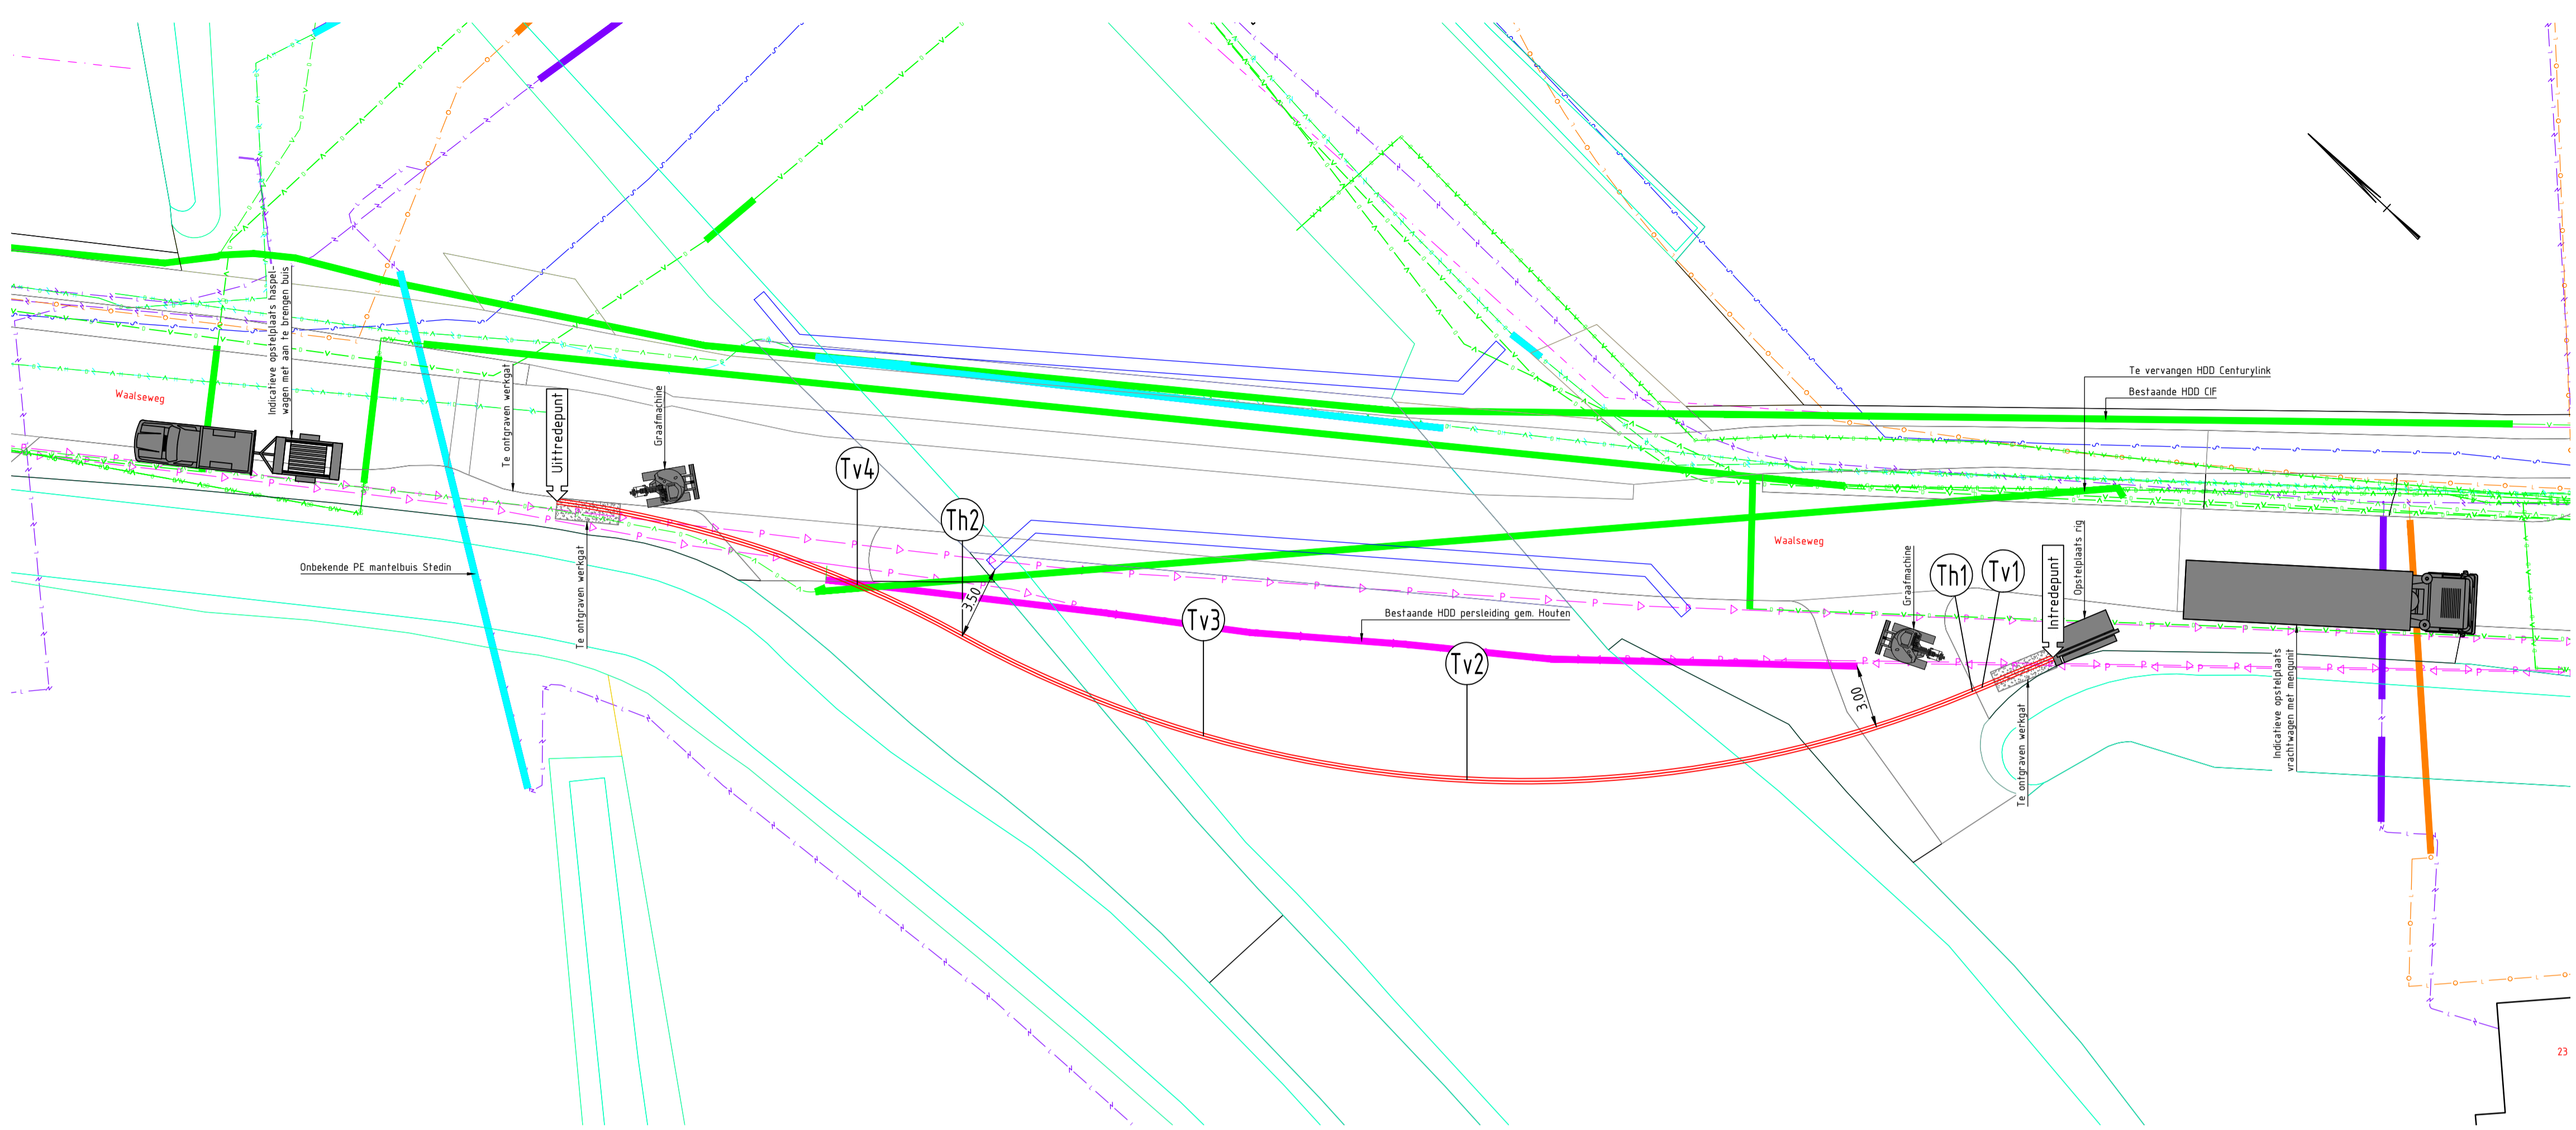 Indicatieve opstelplaats haspel-
wagen met aan te brengen buis
Waalseweg
Te ontgraven werkgat
Uittredepunt
Graafmachine
Tv4
Th2
Te vervangen HDD Centurylink
Bestaande HDD CIF
Onbekende PE mantelbuis Stedin
Te ontgraven werkgat
3.50
Tv3
Bestaande HDD persleiding gem. Houten
Tv2
Waalseweg
Graafmachine
Th1
Tv1
Intredepunt
Opstelplaats rig
3.00
Te ontgraven werkgat
Indicatieve opstelplaats
vrachtwagen met mengunit
23